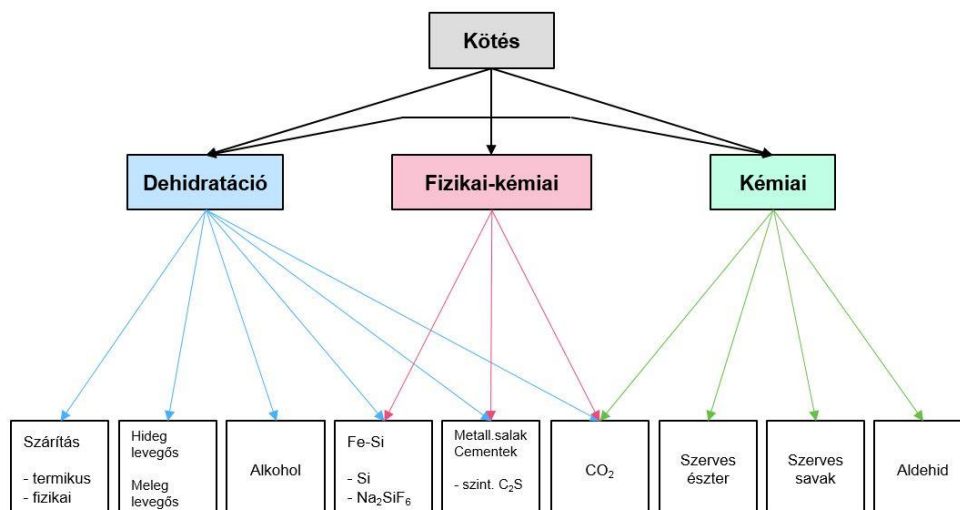 Kötés
Dehidratáció
Fizikai-kémiai
Kémiai
Szárítás
- termikus
- fizikai
Hideg
levegős
Meleg
levegős
Alkohol
Fe-Si
- Si
- Na₂SiF₆
Metall.salak
Cementek
- szint. C₂S
CO₂
Szerves
észter
Szerves
savak
Aldehid